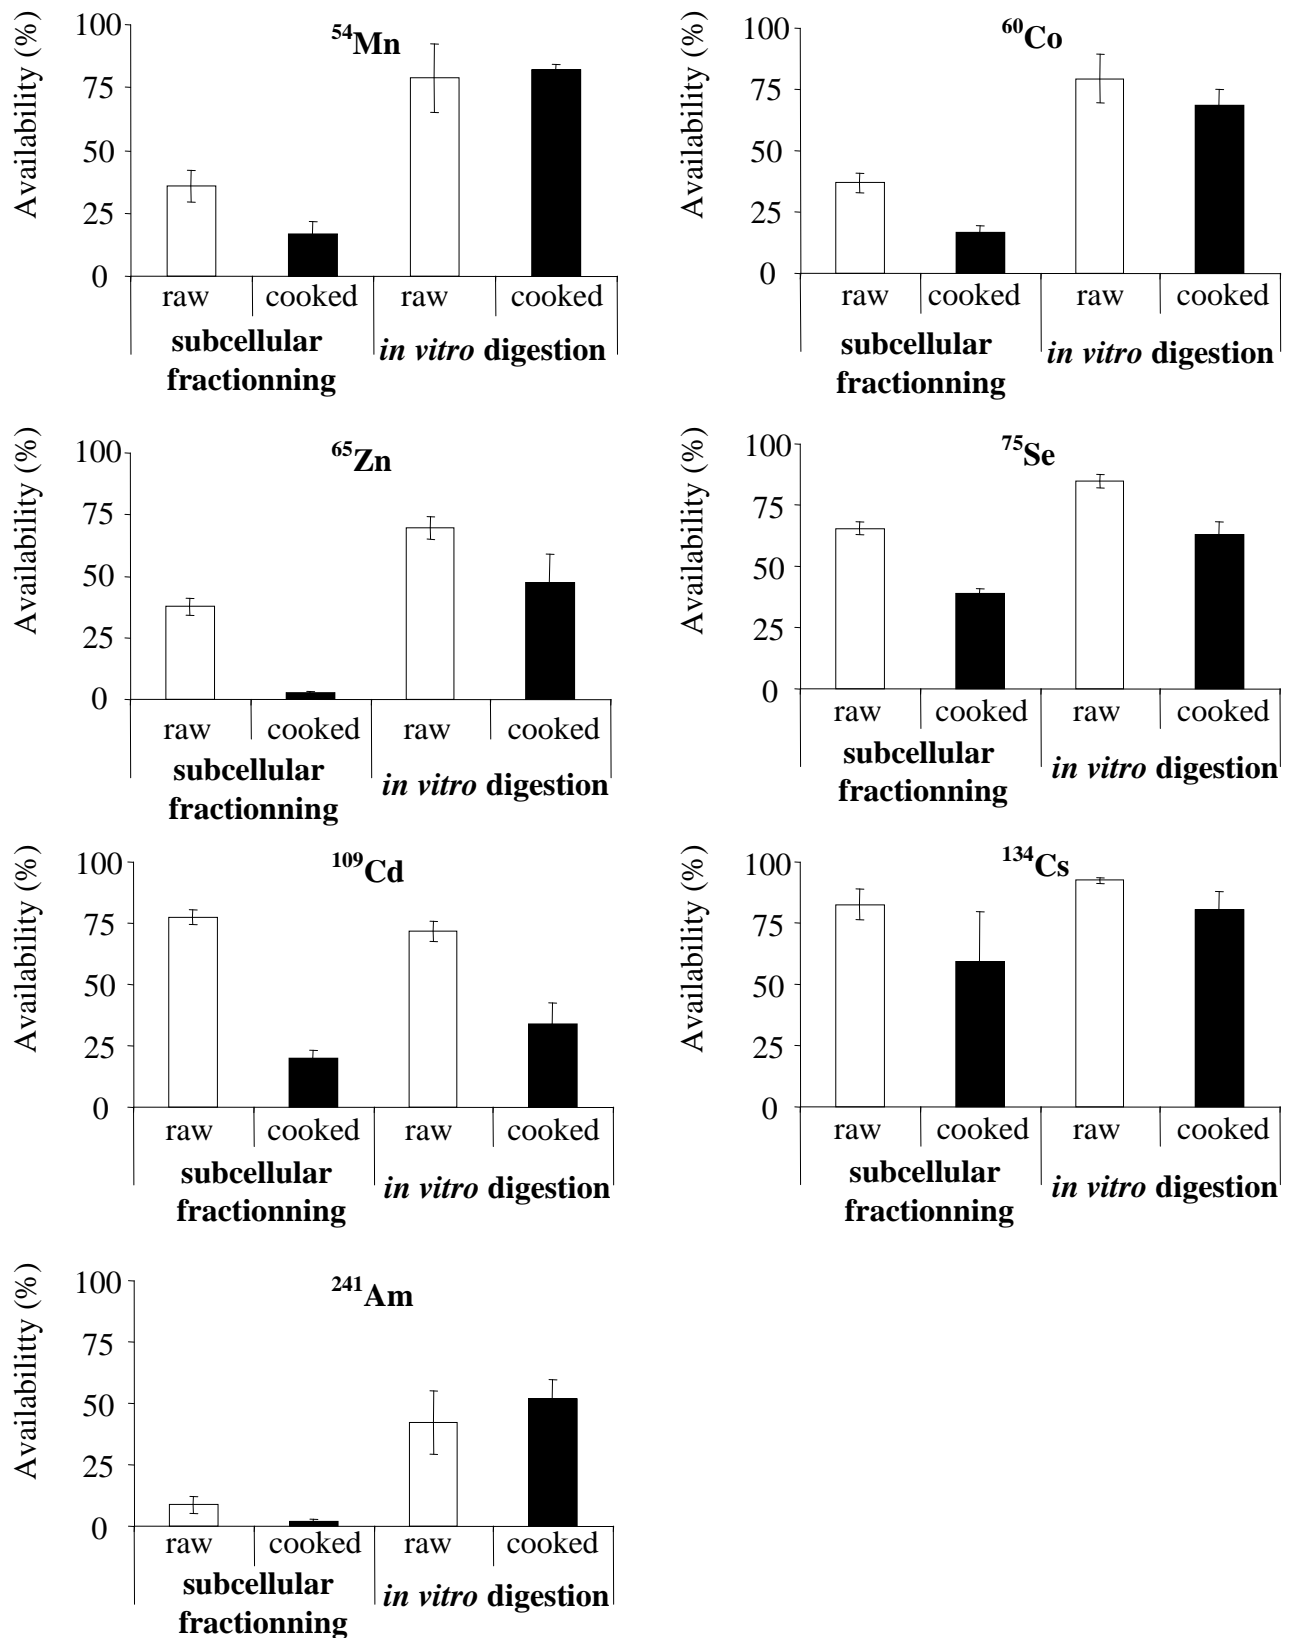 Availability (%)
100
75
50
25
0
54Mn
raw cooked raw cooked
subcellular
fractionning
in vitro digestion
Availability (%)
100
75
50
25
0
60Co
raw cooked raw cooked
subcellular
fractionning
in vitro digestion
Availability (%)
100
75
50
25
0
65Zn
raw cooked raw cooked
subcellular
fractionning
in vitro digestion
Availability (%)
100
75
50
25
0
75Se
raw cooked raw cooked
subcellular
fractionning
in vitro digestion
Availability (%)
100
75
50
25
0
109Cd
raw cooked raw cooked
subcellular
fractionning
in vitro digestion
Availability (%)
100
75
50
25
0
134Cs
raw cooked raw cooked
subcellular
fractionning
in vitro digestion
Availabilitty (%)
100
75
50
25
0
241Am
raw cooked raw cooked
subcellular
fractionning
in vitro digestion